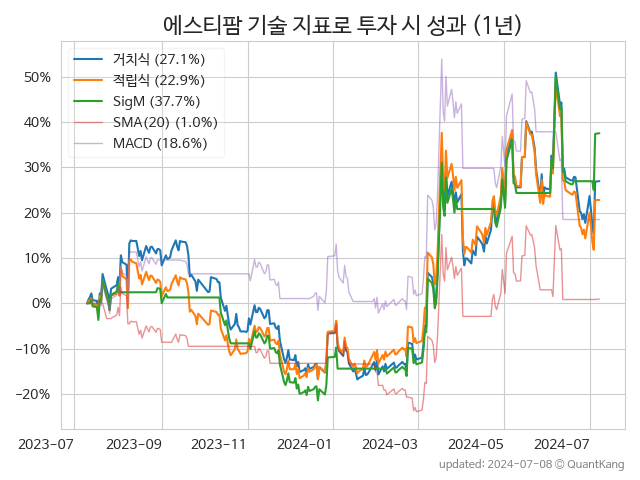 에스티팜 기술 지표로 투자 시 성과 (1년)
거치식 (27.1%)
적립식 (22.9%)
SigM (37.7%)
SMA(20) (1.0%)
MACD (18.6%)
50%
40%
30%
20%
10%
0%
−10%
−20%
2023-07 2023-09 2023-11 2024-01 2024-03 2024-05 2024-07
updated: 2024-07-08 © QuantKang